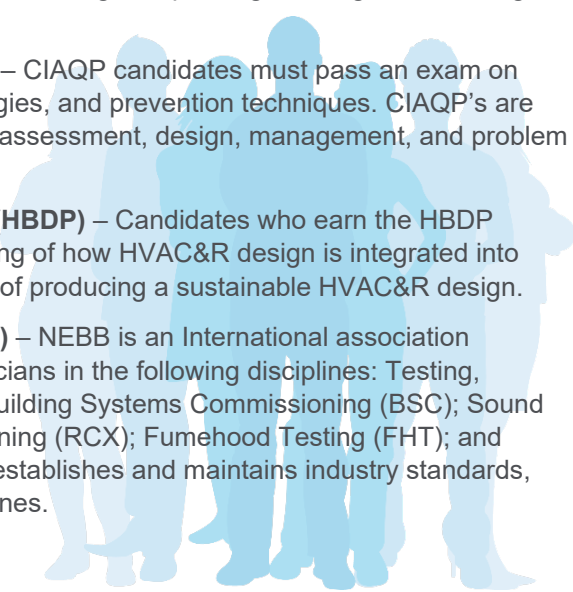 – CIAQP candidates must pass an exam on
gies, and prevention techniques. CIAQP’s are
assessment, design, management, and problem
HBDP) – Candidates who earn the HBDP
ng of how HVAC&R design is integrated into
of producing a sustainable HVAC&R design.
) – NEBB is an International association
cians in the following disciplines: Testing,
uilding Systems Commissioning (BSC); Sound
ning (RCX); Fumehood Testing (FHT); and
establishes and maintains industry standards,
nes.